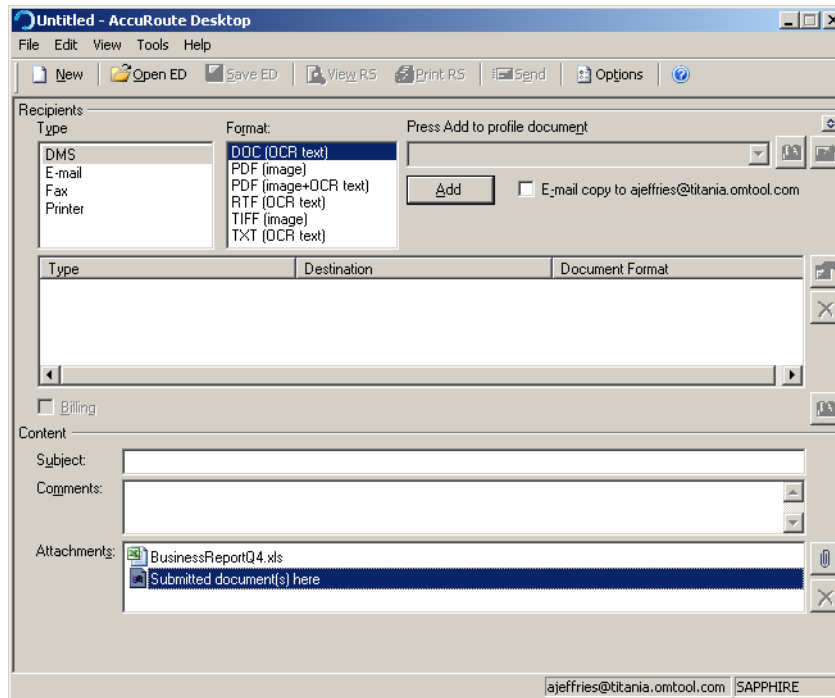 Untitled - AccuRoute Desktop
File Edit View Tools Help
New Open ED Save ED View RS Print RS Send Options
Recipients
Type Format: Press Add to profile document
DMS
E-mail
Fax
Printer
DOC (OCR text)
PDF (image)
PDF (image+OCR text)
RTF (OCR text)
TIFF (image)
TXT (OCR text)
Add E-mail copy to ajeffries@titania.omtool.com
Type Destination Document Format
Billing
Content
Subject:
Comments:
Attachments:
BusinessReportQ4.xls
Submitted document(s) here
ajeffries@titania.omtool.com SAPPHIRE